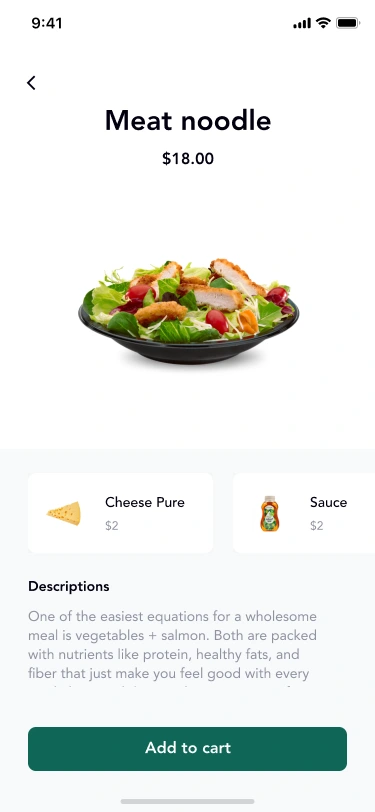 9:41
Meat noodle
$18.00
Cheese Pure
$2
Sauce
$2
Descriptions
One of the easiest equations for a wholesome
meal is vegetables + salmon. Both are packed
with nutrients like protein, healthy fats, and
fiber that just make you feel good with every
Add to cart